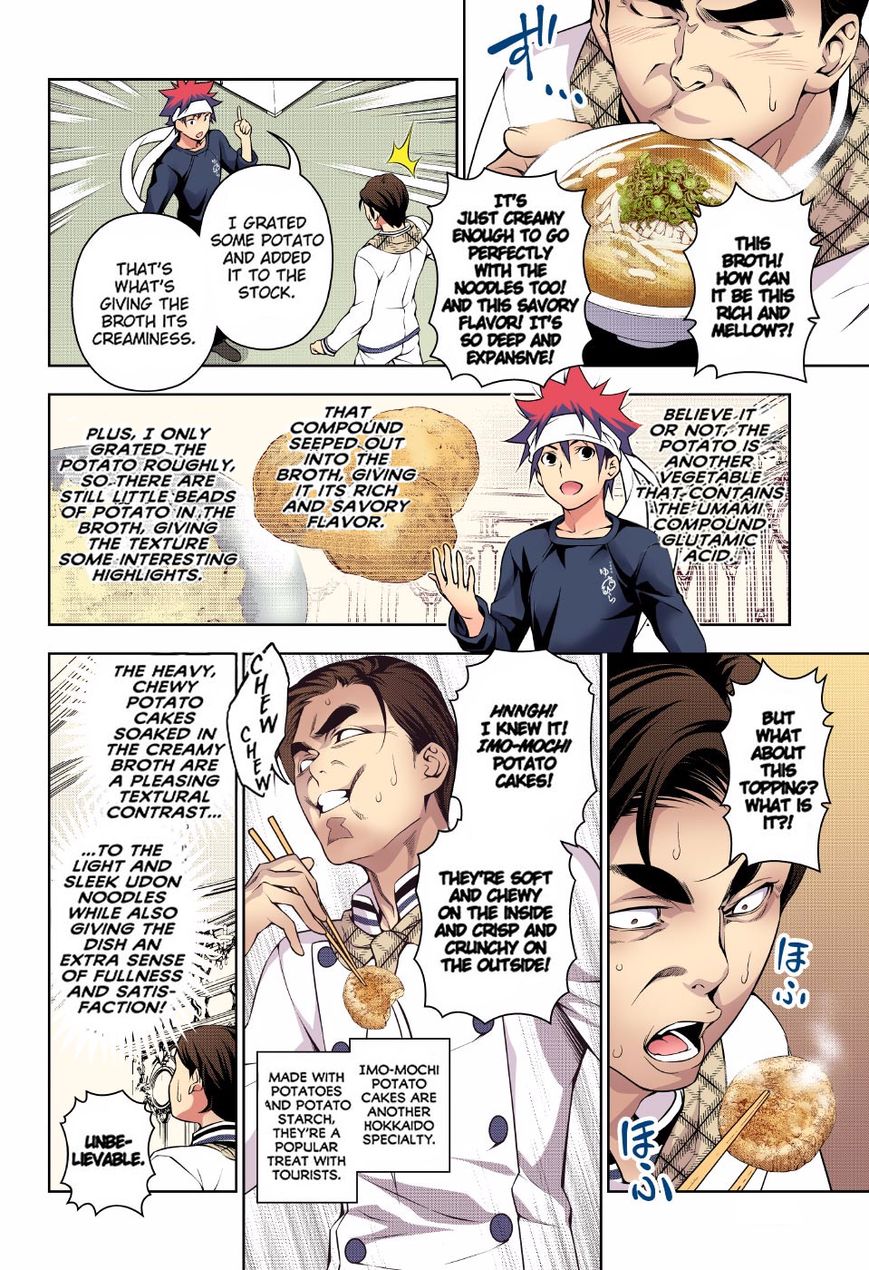 ずず…
THIS
BROTH!
HOW CAN
IT BE THIS
RICH AND
MELLOW?!
IT'S
JUST CREAMY
ENOUGH TO GO
PERFECTLY
WITH THE
NOODLES TOO!
AND THIS SAVORY
FLAVOR! IT'S
SO DEEP AND
EXPANSIVE!
I GRATED
SOME POTATO
AND ADDED
IT TO THE
STOCK.
THAT'S
WHAT'S
GIVING THE
BROTH ITS
CREAMINESS.
BELIEVE IT
OR NOT, THE
POTATO IS
ANOTHER
VEGETABLE
THAT CONTAINS
THE UMAMI
COMPOUND
GLUTAMIC
ACID.
THAT
COMPOUND
SEEPED OUT
INTO THE
BROTH, GIVING
IT ITS RICH
AND SAVORY
FLAVOR.
PLUS, I ONLY
GRATED THE
POTATO ROUGHLY,
SO THERE ARE
STILL LITTLE BEADS
OF POTATO IN THE
BROTH, GIVING
THE TEXTURE
SOME INTERESTING
HIGHLIGHTS.
ゆきひら
BUT
WHAT
ABOUT
THIS
TOPPING?
WHAT IS
IT?!
ほふ
ほふ
HNNGH!
I KNEW IT!
IMO-MOCHI
POTATO
CAKES!
THEY'RE SOFT
AND CHEWY
ON THE INSIDE
AND CRISP AND
CRUNCHY ON
THE OUTSIDE!
CHEW
CHEW
IMO-MOCHI
POTATO
CAKES ARE
ANOTHER
HOKKAIDO
SPECIALTY.
MADE WITH
POTATOES
AND POTATO
STARCH,
THEY'RE A
POPULAR
TREAT WITH
TOURISTS.
THE HEAVY,
CHEWY
POTATO
CAKES
SOAKED IN
THE CREAMY
BROTH ARE
A PLEASING
TEXTURAL
CONTRAST...
...TO THE
LIGHT AND
SLEEK UDON
NOODLES
WHILE ALSO
GIVING THE
DISH AN
EXTRA SENSE
OF FULLNESS
AND SATIS-
FACTION!
UNBE-
LIEVABLE.